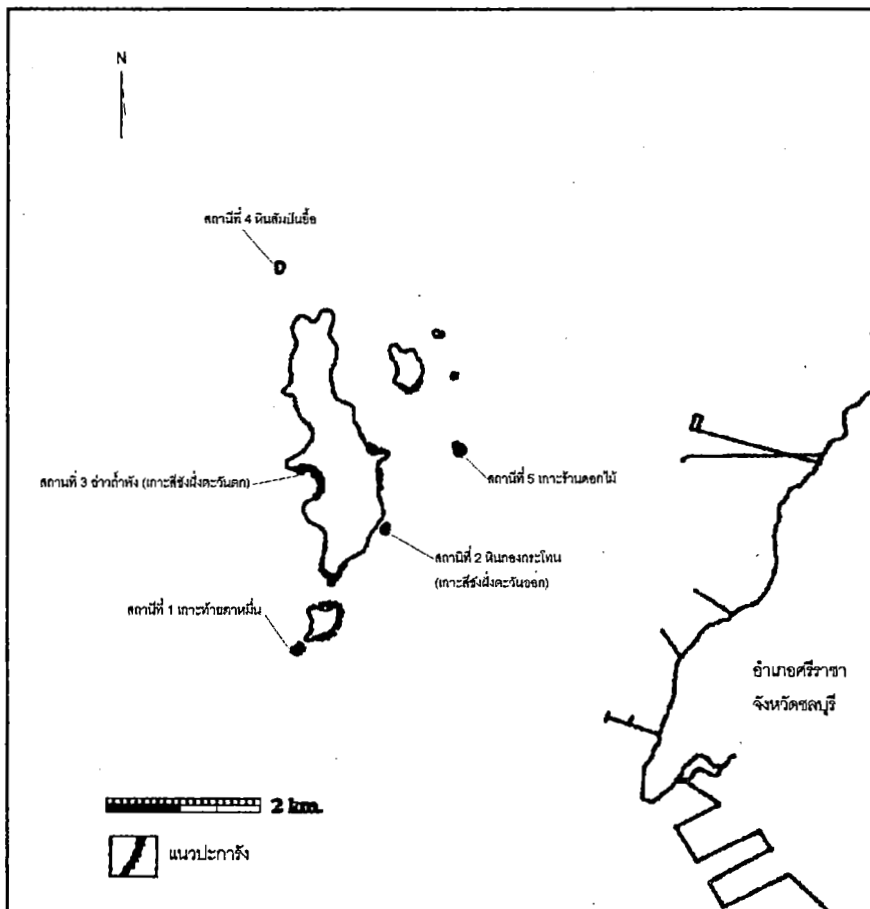 N
สถานีที่ 4 หินสัมปันยื้อ
สถานที่ 3 อ่าวถ้ำพัง (เกาะสีชังฝั่งตะวันตก)
สถานีที่ 5 เกาะร้านดอกไม้
สถานีที่ 2 หินกองกระโทน
(เกาะสีชังฝั่งตะวันออก)
สถานีที่ 1 เกาะท้ายตาหมื่น
อำเภอศรีราชา
จังหวัดชลบุรี
2 km.
แนวปะการัง